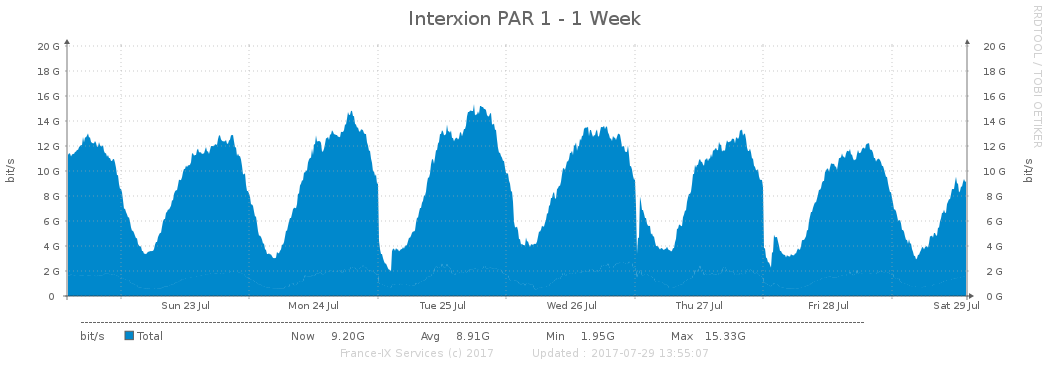 Interxion PAR 1 - 1 Week
RRDTOOL / TOBI OETIKER
20 G 20 G
18 G 18 G
16 G 16 G
14 G 14 G
12 G 12 G
10 G 10 G
8 G 8 G
6 G 6 G
4 G 4 G
2 G 2 G
0 0 G
bit/s
bit/s
Sun 23 Jul Mon 24 Jul Tue 25 Jul Wed 26 Jul Thu 27 Jul Fri 28 Jul Sat 29 Jul
bit/s Total Now 9.20G Avg 8.91G Min 1.95G Max 15.33G
France-IX Services (c) 2017 Updated : 2017-07-29 13:55:07